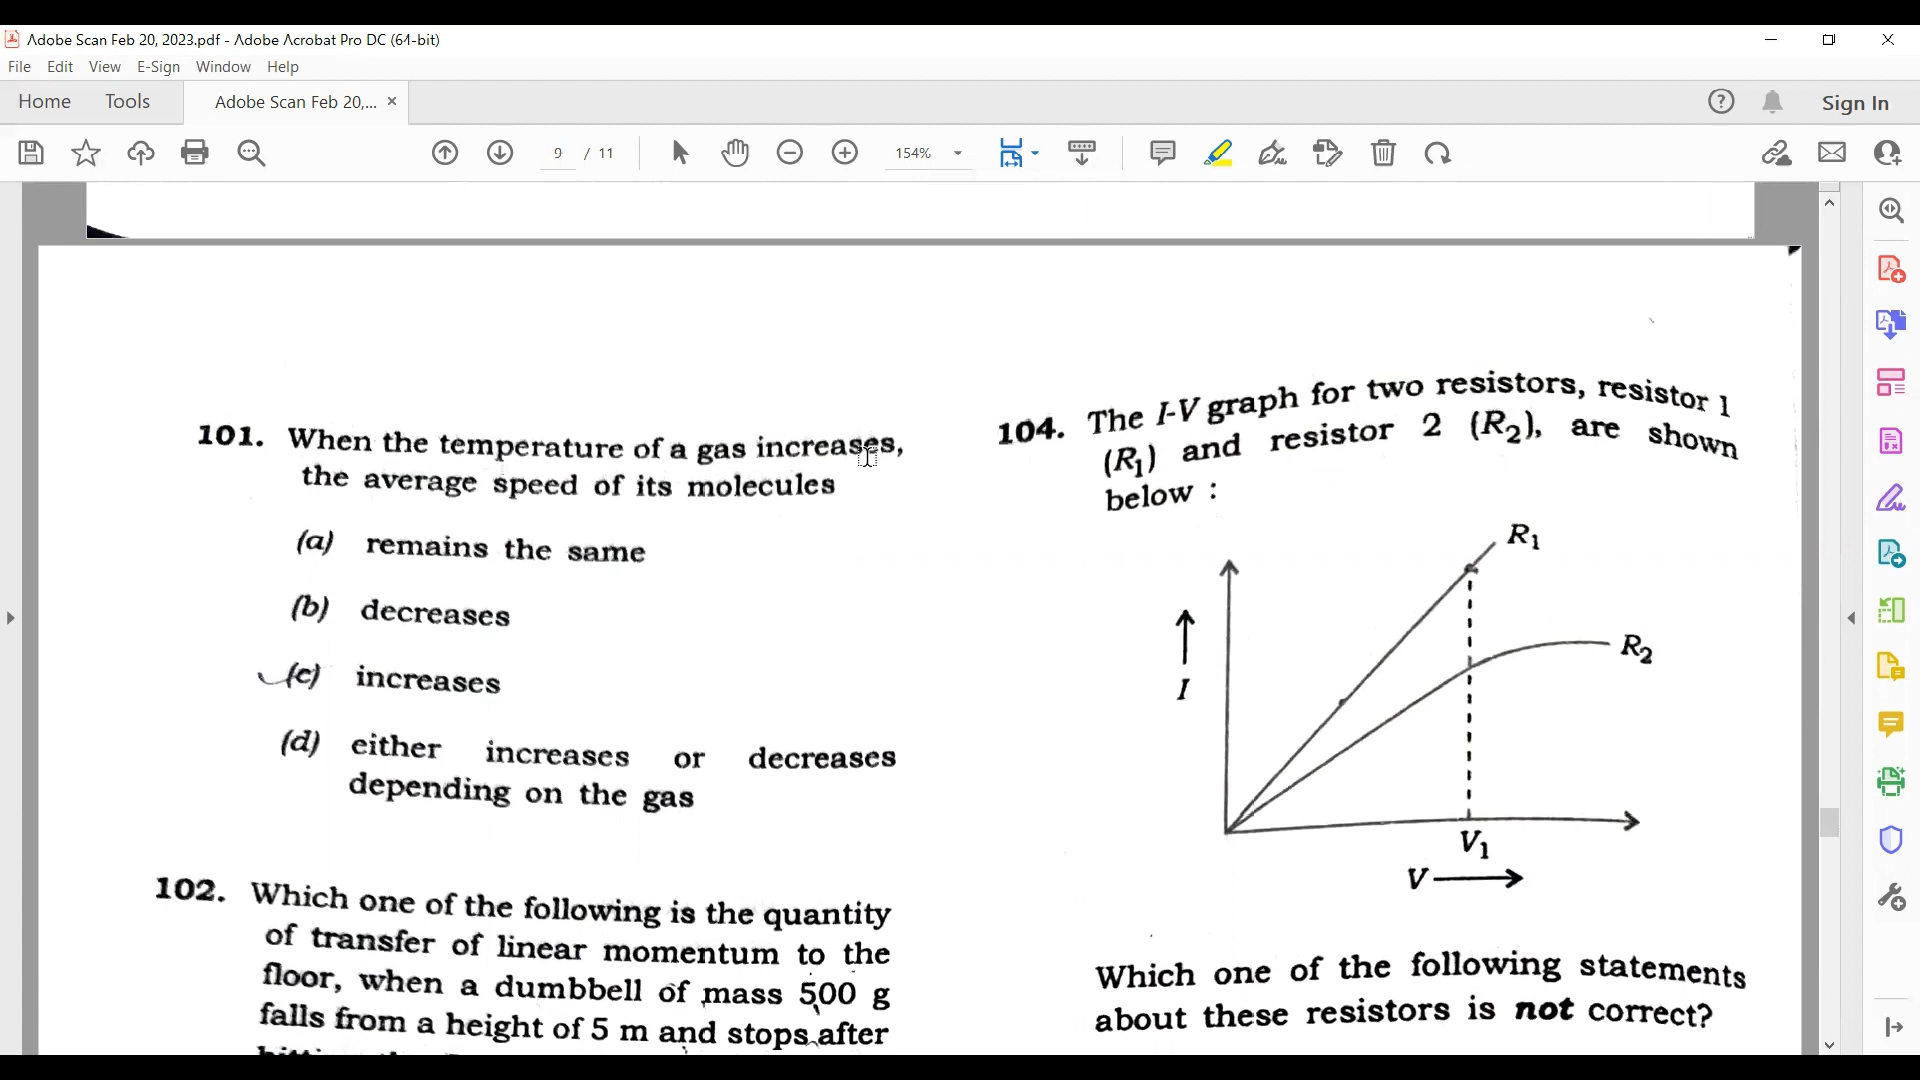 Adobe Scan Feb 20, 2023.pdf - Adobe Acrobat Pro DC (64-bit)
File Edit View E-Sign Window Help
Home Tools Adobe Scan Feb 20,... × Sign In
9 / 11 154%
101. When the temperature of a gas increases,
the average speed of its molecules
(a) remains the same
(b) decreases
(c) increases
(d) either increases or decreases
depending on the gas
102. Which one of the following is the quantity
of transfer of linear momentum to the
floor, when a dumbbell of mass 500 g
falls from a height of 5 m and stops after
104. The I-V graph for two resistors, resistor 1
(R1) and resistor 2 (R2), are shown
below :
R1
R2
I
V1
V
Which one of the following statements
about these resistors is not correct?